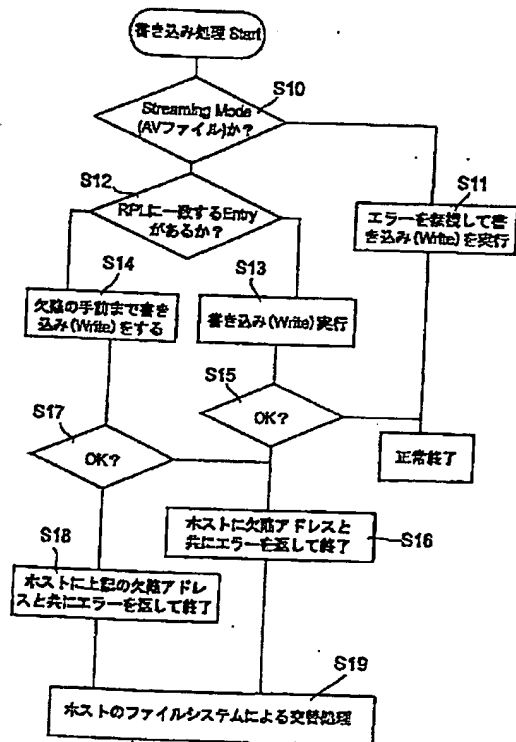 書き込み処理 Start
S10
Streaming Mode
(AVファイル)か?
S12
RPLに一致するEntry
があるか?
S11
エラーを無視して書
き込み(Write)を実行
S14
欠陥の手前まで書き
込み(Write)をする
S13
書き込み(Write)実行
S15
OK?
S17
OK?
正常終了
ホストに欠陥アドレスと
共にエラーを返して終了
S16
S18
ホストに上記の欠陥アドレ
スと共にエラーを返して終了
S19
ホストのファイルシステムによる交替処理